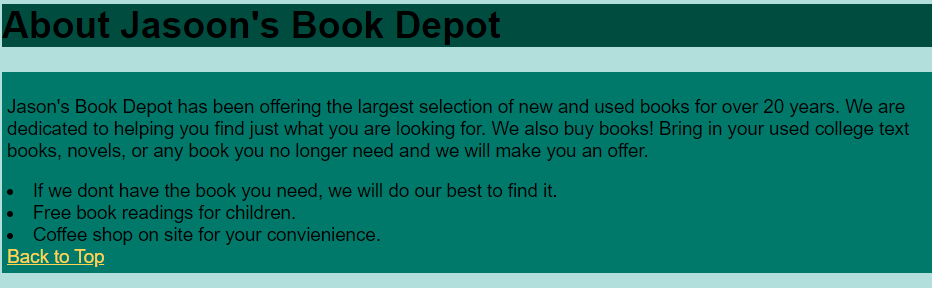 About Jasoon's Book Depot
Jason's Book Depot has been offering the largest selection of new and used books for over 20 years. We are
dedicated to helping you find just what you are looking for. We also buy books! Bring in your used college text
books, novels, or any book you no longer need and we will make you an offer.
• If we dont have the book you need, we will do our best to find it.
• Free book readings for children.
• Coffee shop on site for your convienience.
Back to Top